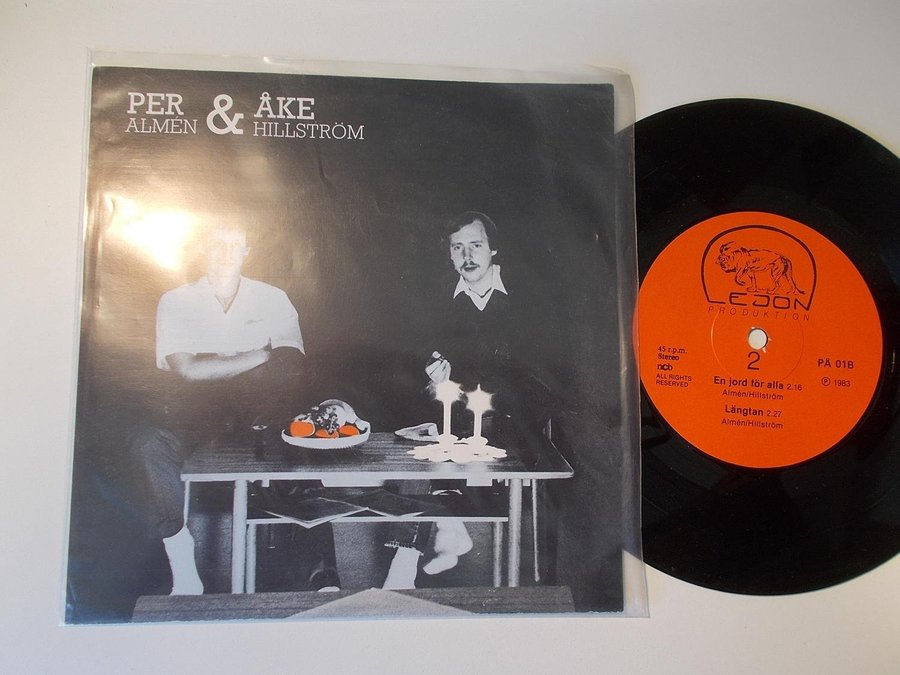 PER & ÅKE
ALMÉN HILLSTRÖM
LEJON
PRODUKTION
45 r.p.m.
Stereo
ncb
ALL RIGHTS
RESERVED
2
PÅ 01B
℗ 1983
En jord för alla 2.16
Almén/Hillström
Längtan 2.27
Almén/Hillström